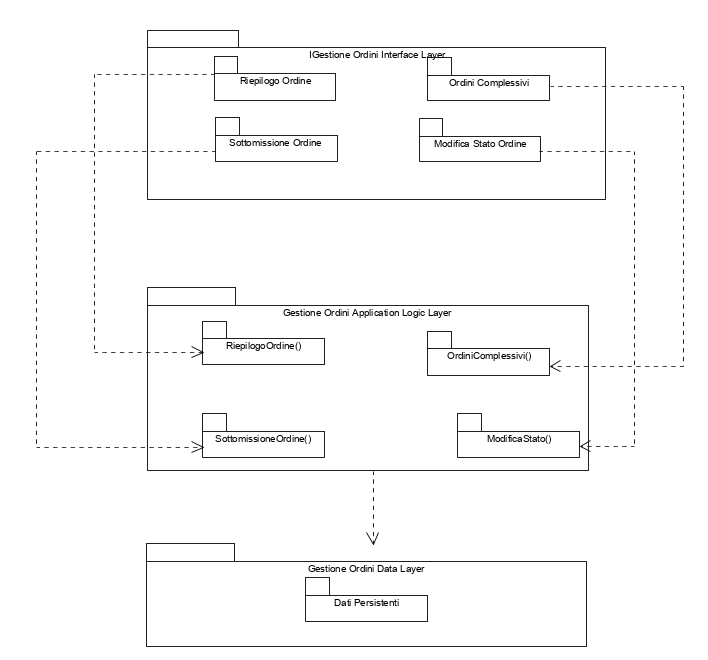 IGestione Ordini Interface Layer
Riepilogo Ordine
Ordini Complessivi
Sottomissione Ordine
Modifica Stato Ordine
Gestione Ordini Application Logic Layer
RiepilogoOrdine()
OrdiniComplessivi()
SottomissioneOrdine()
ModificaStato()
Gestione Ordini Data Layer
Dati Persistenti